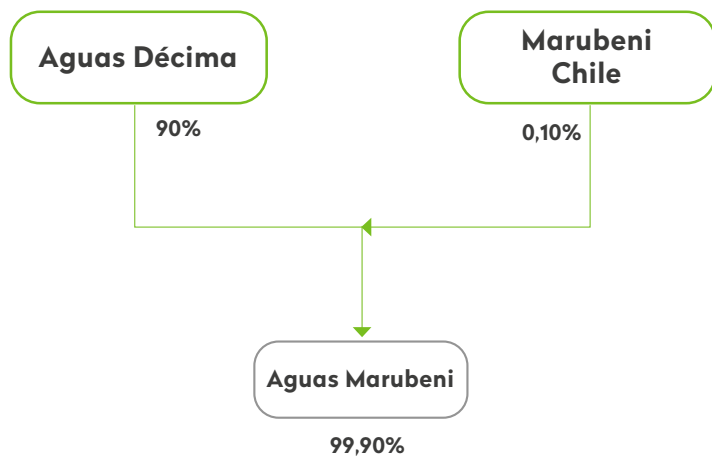 Aguas Décima
Marubeni
Chile
90%
0,10%
Aguas Marubeni
99,90%